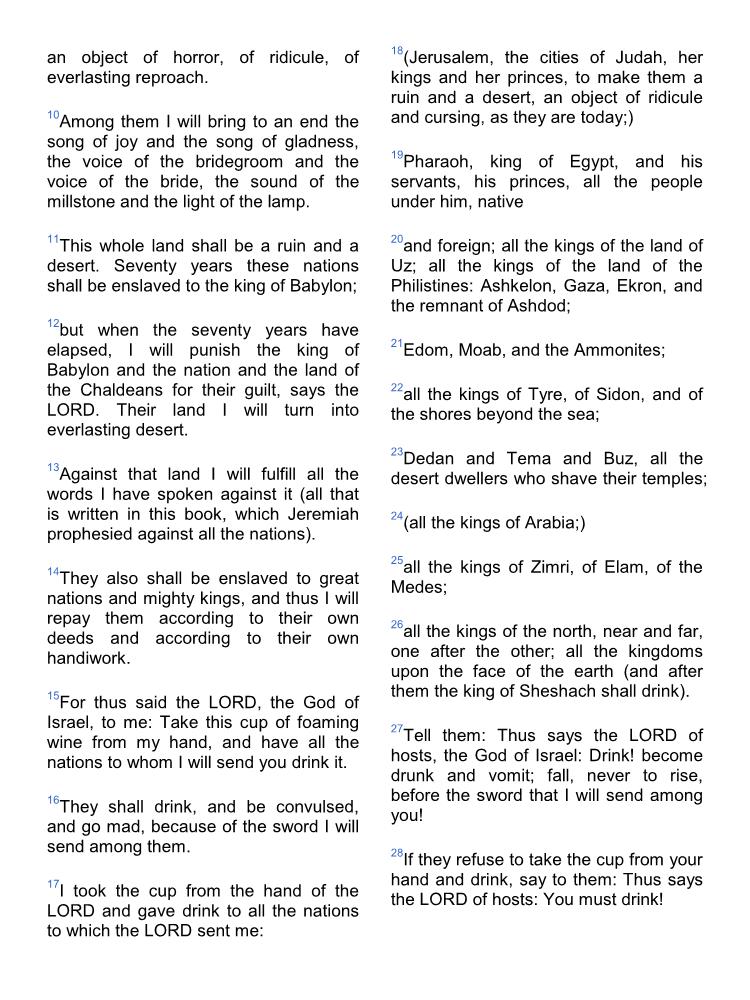 an object of horror, of ridicule, of
everlasting reproach.
10Among them I will bring to an end the
song of joy and the song of gladness,
the voice of the bridegroom and the
voice of the bride, the sound of the
millstone and the light of the lamp.
11This whole land shall be a ruin and a
desert. Seventy years these nations
shall be enslaved to the king of Babylon;
12but when the seventy years have
elapsed, I will punish the king of
Babylon and the nation and the land of
the Chaldeans for their guilt, says the
LORD. Their land I will turn into
everlasting desert.
13Against that land I will fulfill all the
words I have spoken against it (all that
is written in this book, which Jeremiah
prophesied against all the nations).
14They also shall be enslaved to great
nations and mighty kings, and thus I will
repay them according to their own
deeds and according to their own
handiwork.
15For thus said the LORD, the God of
Israel, to me: Take this cup of foaming
wine from my hand, and have all the
nations to whom I will send you drink it.
16They shall drink, and be convulsed,
and go mad, because of the sword I will
send among them.
17I took the cup from the hand of the
LORD and gave drink to all the nations
to which the LORD sent me:
18(Jerusalem, the cities of Judah, her
kings and her princes, to make them a
ruin and a desert, an object of ridicule
and cursing, as they are today;)
19Pharaoh, king of Egypt, and his
servants, his princes, all the people
under him, native
20and foreign; all the kings of the land of
Uz; all the kings of the land of the
Philistines: Ashkelon, Gaza, Ekron, and
the remnant of Ashdod;
21Edom, Moab, and the Ammonites;
22all the kings of Tyre, of Sidon, and of
the shores beyond the sea;
23Dedan and Tema and Buz, all the
desert dwellers who shave their temples;
24(all the kings of Arabia;)
25all the kings of Zimri, of Elam, of the
Medes;
26all the kings of the north, near and far,
one after the other; all the kingdoms
upon the face of the earth (and after
them the king of Sheshach shall drink).
27Tell them: Thus says the LORD of
hosts, the God of Israel: Drink! become
drunk and vomit; fall, never to rise,
before the sword that I will send among
you!
28If they refuse to take the cup from your
hand and drink, say to them: Thus says
the LORD of hosts: You must drink!